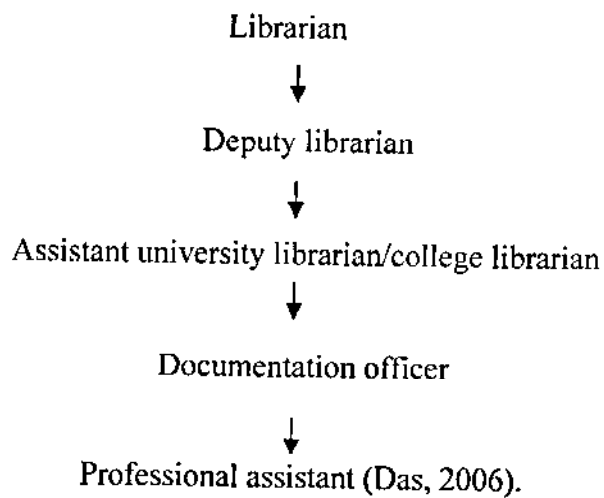 Librarian
Deputy librarian
Assistant university librarian/college librarian
Documentation officer
Professional assistant (Das, 2006).